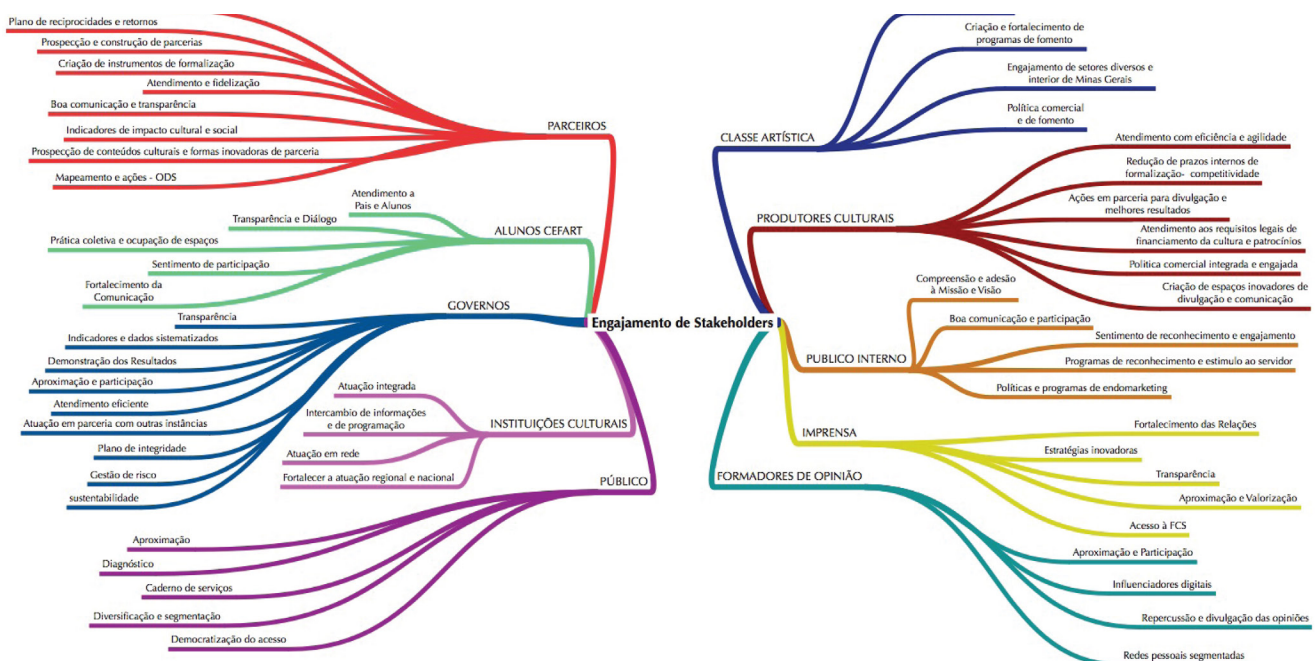 Plano de reciprocidades e retornos
Prospecção e construção de parcerias
Criação de instrumentos de formalização
Atendimento e fidelização
Boa comunicação e transparência
Indicadores de impacto cultural e social
Prospecção de conteúdos culturais e formas inovadoras de parceria
Mapeamento e ações - ODS
PARCEIROS
Atendimento a
Pais e Alunos
Transparência e Diálogo
Prática coletiva e ocupação de espaços
Sentimento de participação
Fortalecimento da
Comunicação
ALUNOS CEFART
GOVERNOS
Transparência
Indicadores e dados sistematizados
Demonstração dos Resultados
Aproximação e participação
Atendimento eficiente
Atuação em parceria com outras instâncias
Plano de integridade
Gestão de risco
sustentabilidade
Atuação integrada
Intercambio de informações
e de programação
Atuação em rede
Fortalecer a atuação regional e nacional
INSTITUIÇÕES CULTURAIS
PÚBLICO
Aproximação
Diagnóstico
Caderno de serviços
Diversificação e segmentação
Democratização do acesso
Engajamento de Stakeholders
CLASSE ARTÍSTICA
Criação e fortalecimento de
programas de fomento
Engajamento de setores diversos e
interior de Minas Gerais
Política comercial
e de fomento
PRODUTORES CULTURAIS
Atendimento com eficiência e agilidade
Redução de prazos internos de
formalização- competitividade
Ações em parceria para divulgação e
melhores resultados
Atendimento aos requisitos legais de
financiamento da cultura e patrocínios
Política comercial integrada e engajada
Criação de espaços inovadores de
divulgação e comunicação
PUBLICO INTERNO
Compreensão e adesão
à Missão e Visão
Boa comunicação e participação
Sentimento de reconhecimento e engajamento
Programas de reconhecimento e estimulo ao servidor
Políticas e programas de endomarketing
IMPRENSA
Fortalecimento das Relações
Estratégias inovadoras
Transparência
Aproximação e Valorização
Acesso à FCS
FORMADORES DE OPINIÃO
Aproximação e Participação
Influenciadores digitais
Repercussão e divulgação das opiniões
Redes pessoais segmentadas